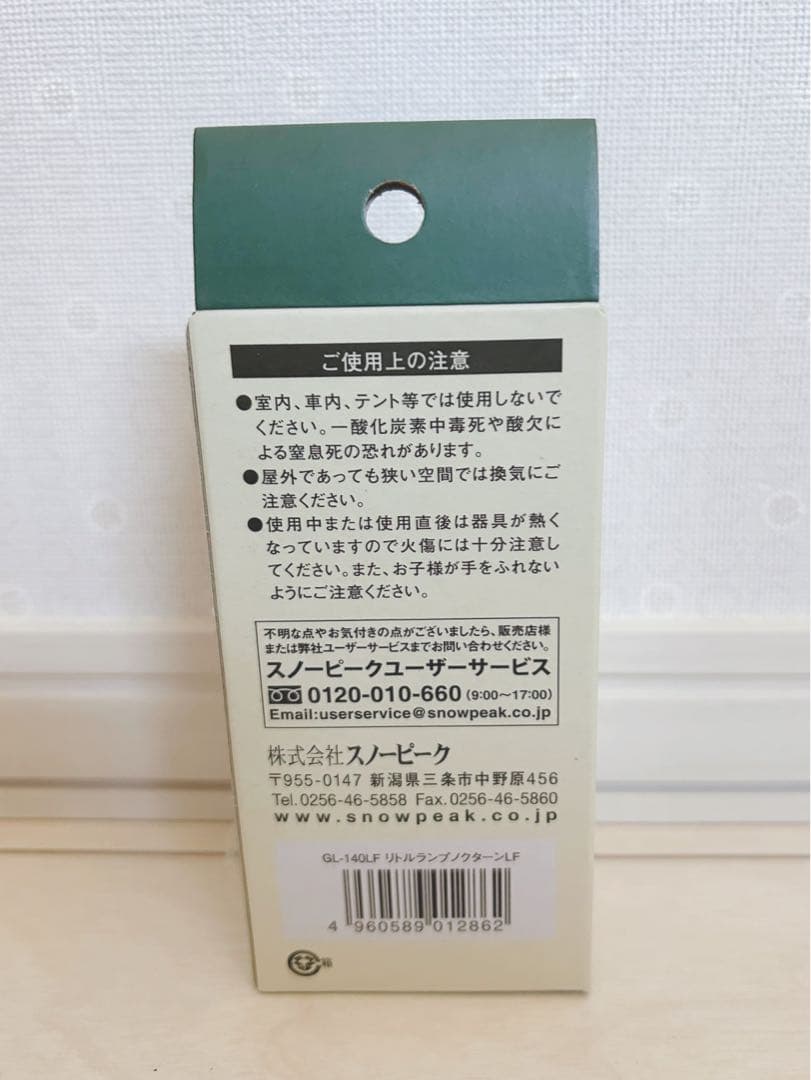 ご使用上の注意
●室内、車内、テント等では使用しないで
ください。一酸化炭素中毒死や酸欠に
よる窒息死の恐れがあります。
●屋外であっても狭い空間では換気にご
注意ください。
●使用中または使用直後は器具が熱く
なっていますので火傷には十分注意し
てください。また、お子様が手をふれない
ようにご注意ください。
不明な点やお気付きの点がございましたら、販売店様
または弊社ユーザーサービスまでお問い合わせください。
スノーピークユーザーサービス
0120-010-660 (9:00〜17:00)
Email:userservice@snowpeak.co.jp
株式会社スノーピーク
〒955-0147 新潟県三条市中野原456
Tel.0256-46-5858 Fax.0256-46-5860
www.snowpeak.co.jp
GL-140LF リトルランプノクターンLF
4 960589 012862